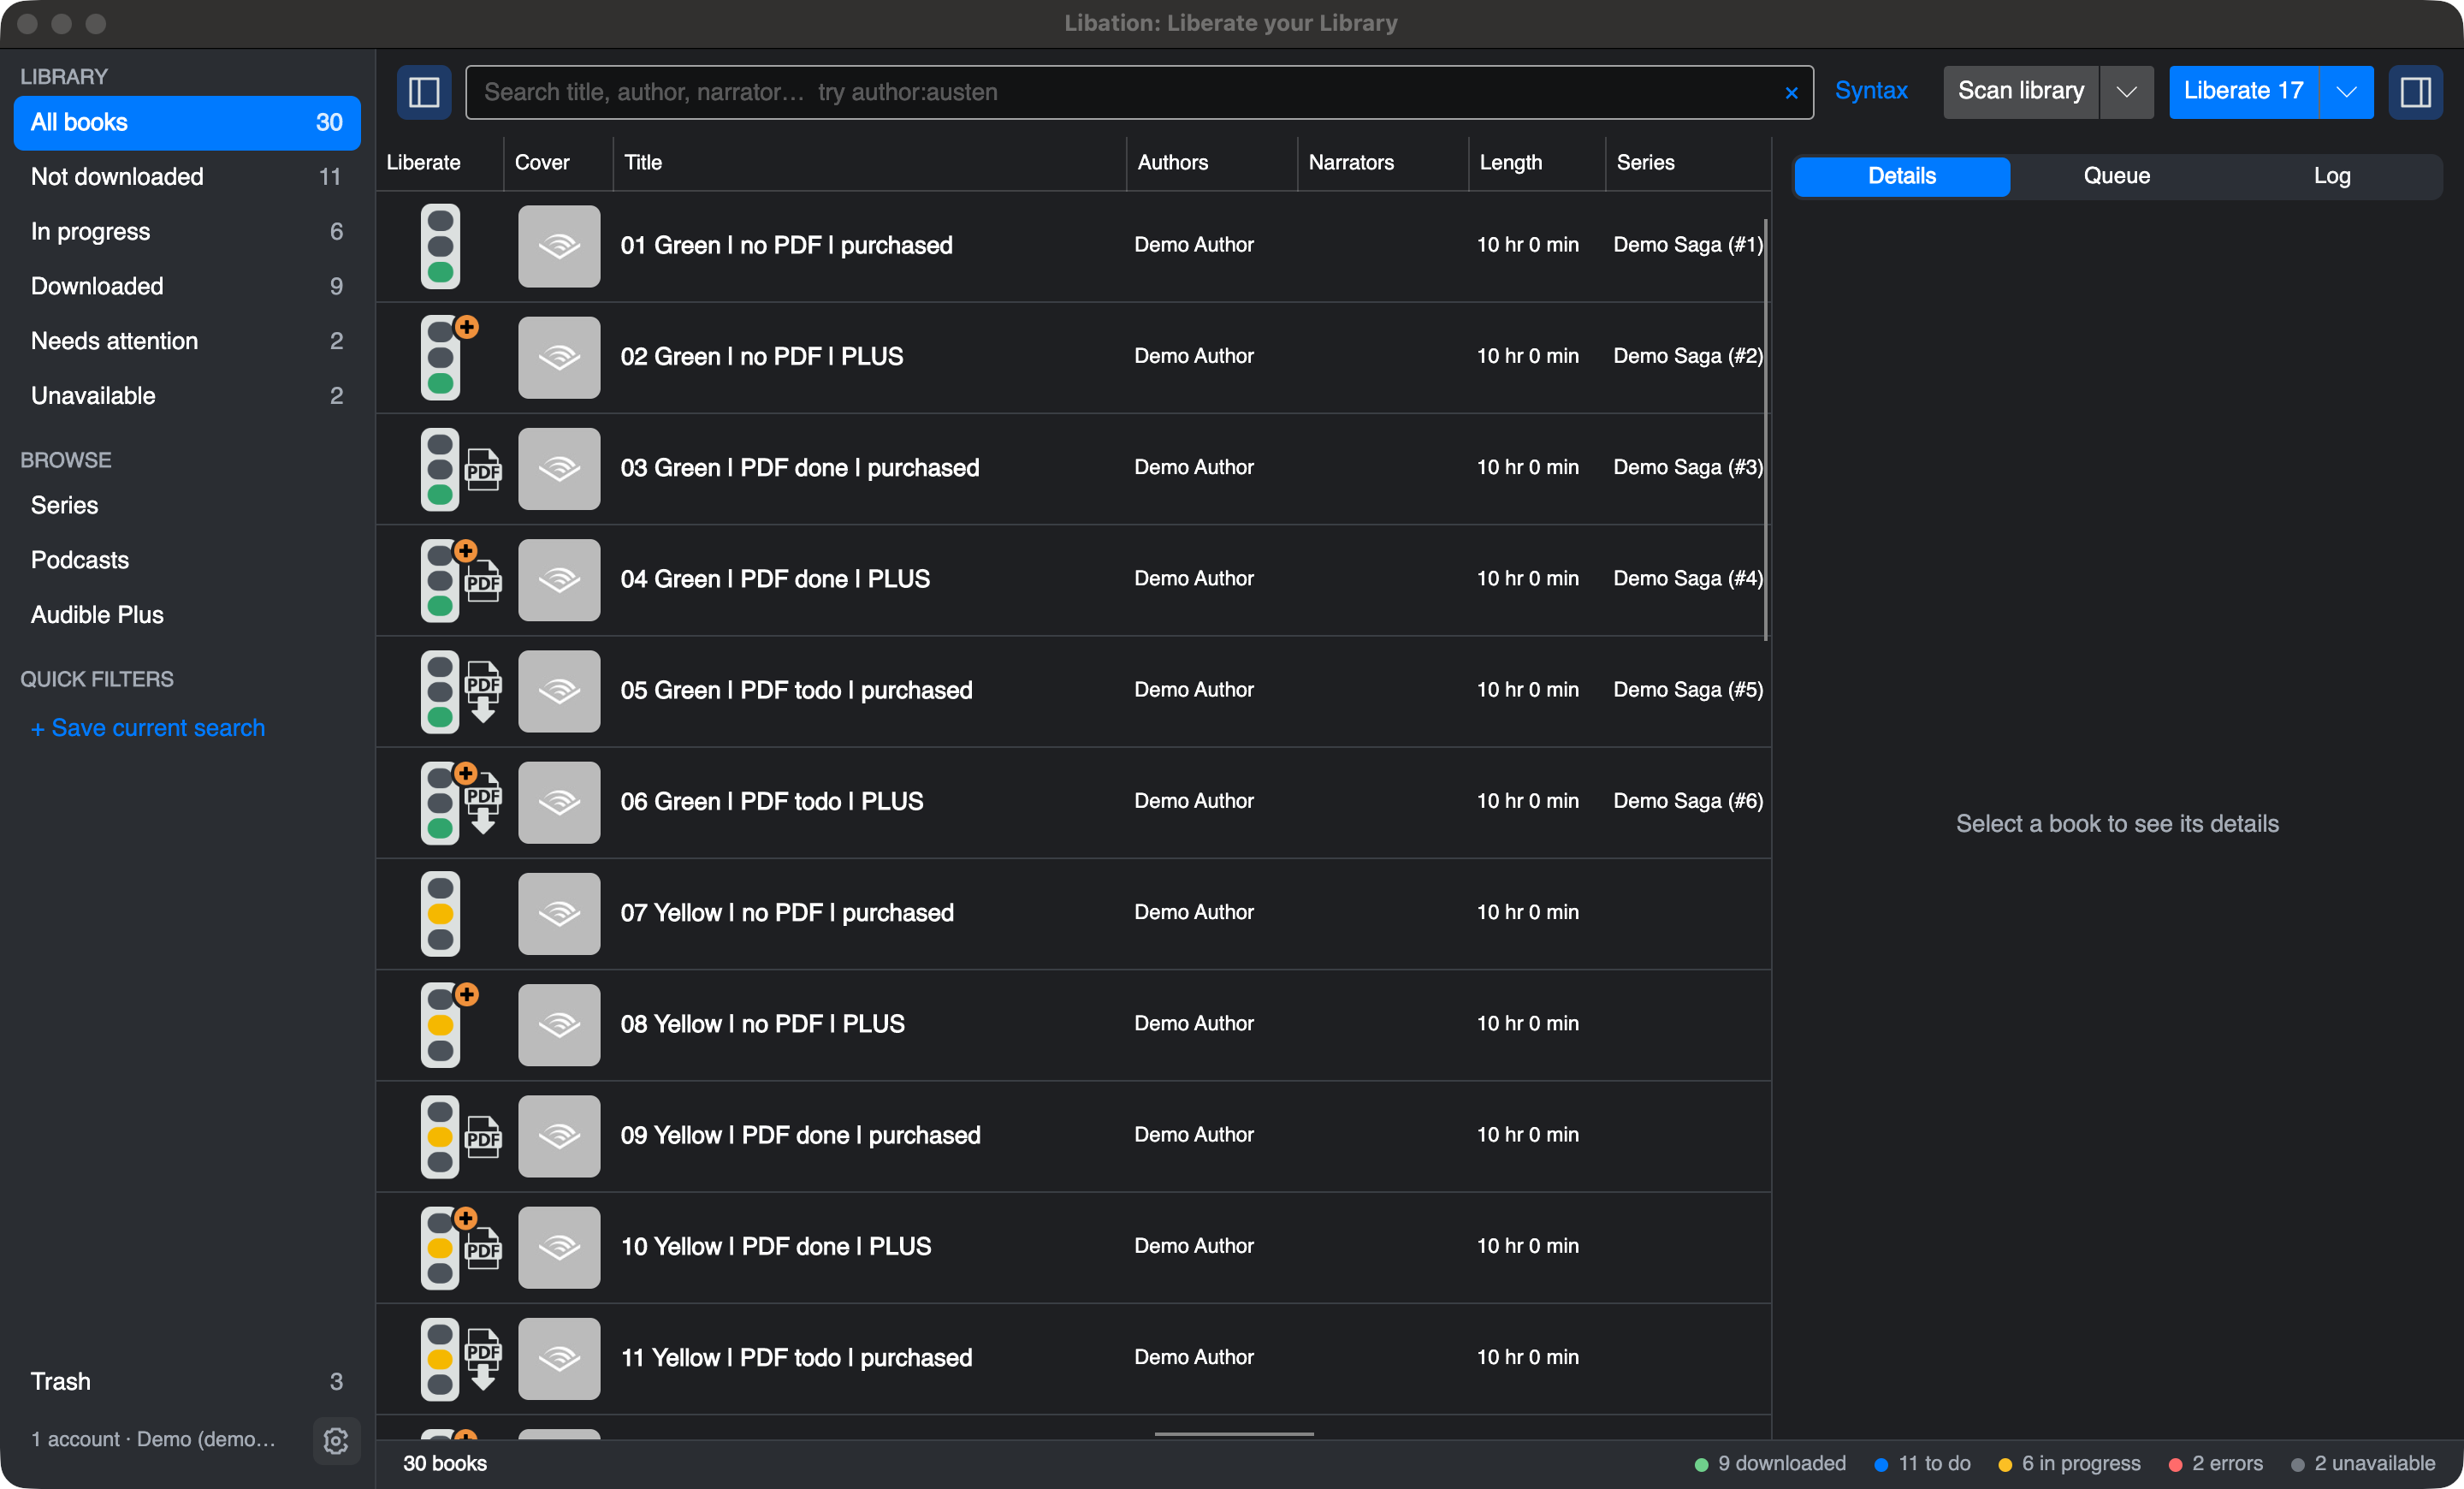 Libation: Liberate your Library
LIBRARY
All books 30
Not downloaded 11
In progress 6
Downloaded 9
Needs attention 2
Unavailable 2
BROWSE
Series
Podcasts
Audible Plus
QUICK FILTERS
+ Save current search
Trash 3
1 account · Demo (demo...
Search title, author, narrator... try author:austen × Syntax Scan library Liberate 17
Liberate Cover Title Authors Narrators Length Series
01 Green | no PDF | purchased Demo Author 10 hr 0 min Demo Saga (#1)
02 Green | no PDF | PLUS Demo Author 10 hr 0 min Demo Saga (#2)
PDF 03 Green | PDF done | purchased Demo Author 10 hr 0 min Demo Saga (#3)
PDF 04 Green | PDF done | PLUS Demo Author 10 hr 0 min Demo Saga (#4)
PDF 05 Green | PDF todo | purchased Demo Author 10 hr 0 min Demo Saga (#5)
PDF 06 Green | PDF todo | PLUS Demo Author 10 hr 0 min Demo Saga (#6)
07 Yellow | no PDF | purchased Demo Author 10 hr 0 min
08 Yellow | no PDF | PLUS Demo Author 10 hr 0 min
PDF 09 Yellow | PDF done | purchased Demo Author 10 hr 0 min
PDF 10 Yellow | PDF done | PLUS Demo Author 10 hr 0 min
PDF 11 Yellow | PDF todo | purchased Demo Author 10 hr 0 min
Details Queue Log
Select a book to see its details
30 books 9 downloaded 11 to do 6 in progress 2 errors 2 unavailable